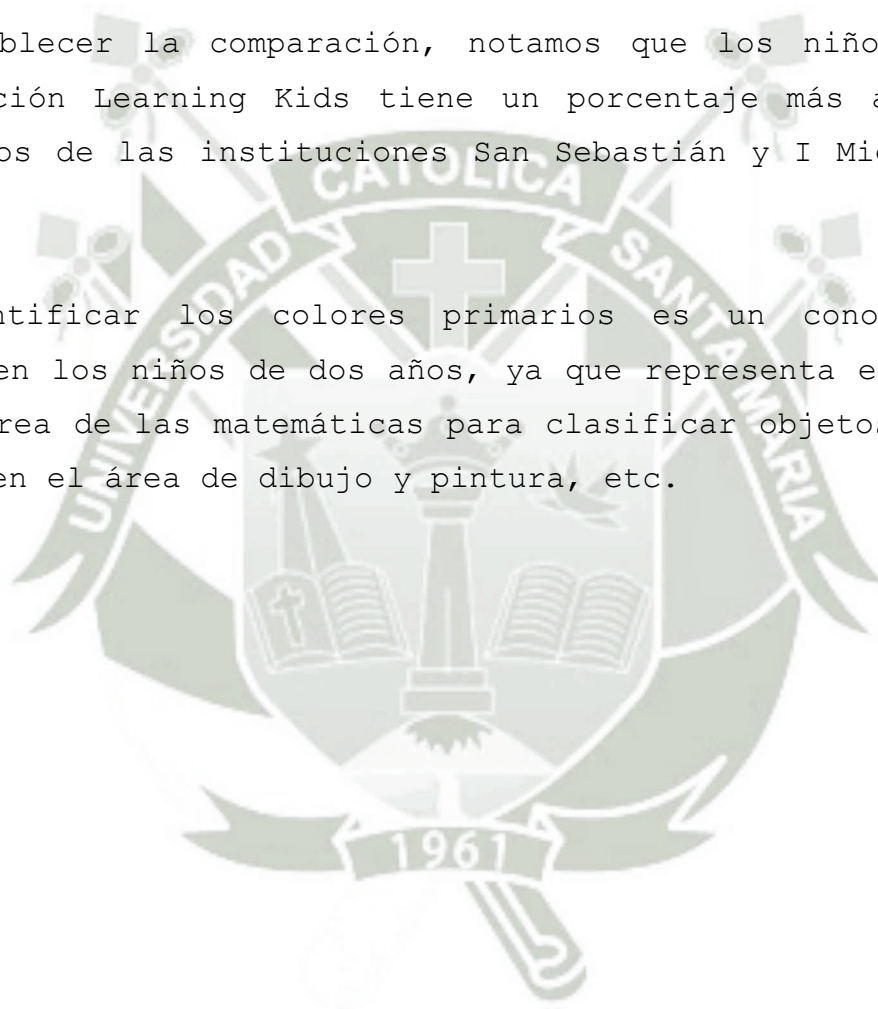 blecer la comparación, notamos que los niño
ción Learning Kids tiene un porcentaje más a
os de las instituciones San Sebastián y I Mi
ntificar los colores primarios es un cono
en los niños de dos años, ya que representa e
rea de las matemáticas para clasificar objetos
en el área de dibujo y pintura, etc.
UNIVERSIDAD CATOLICA SANTA MARIA
1961